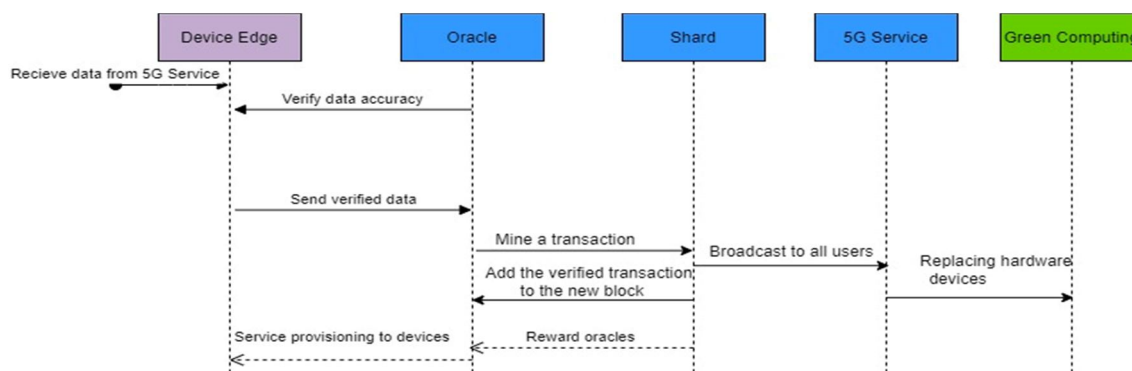 Device Edge
Oracle
Shard
5G Service
Green Computing
Recieve data from 5G Service
Verify data accuracy
Send verified data
Mine a transaction
Broadcast to all users
Replacing hardware
devices
Add the verified transaction
to the new block
Service provisioning to devices
Reward oracles